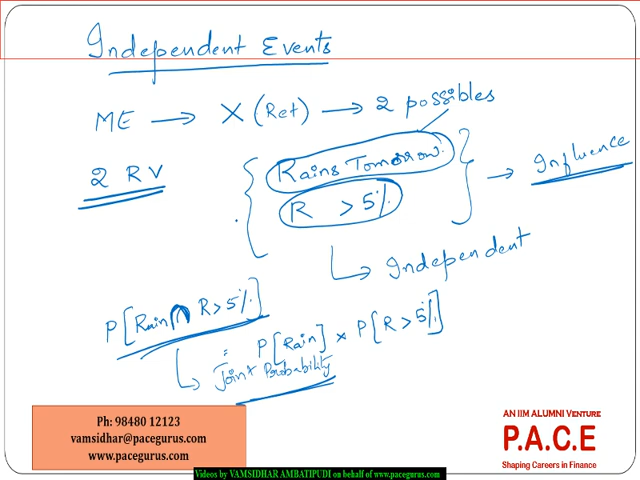 Independent Events
ME → X (Ret) → 2 possibles
2 RV
{ Rains Tomorrow. } → Influence
R > 5%
Independent
P[Rain ∩ R > 5%]
= P[Rain] × P[R > 5%]
Joint Probability
Ph: 98480 12123
vamsidhar@pacegurus.com
www.pacegurus.com
AN IIM ALUMNI VENTURE
P.A.C.E
Shaping Careers in Finance
Videos by VAMSIDHAR AMBATIPUDI on behalf of www.pacegurus.com